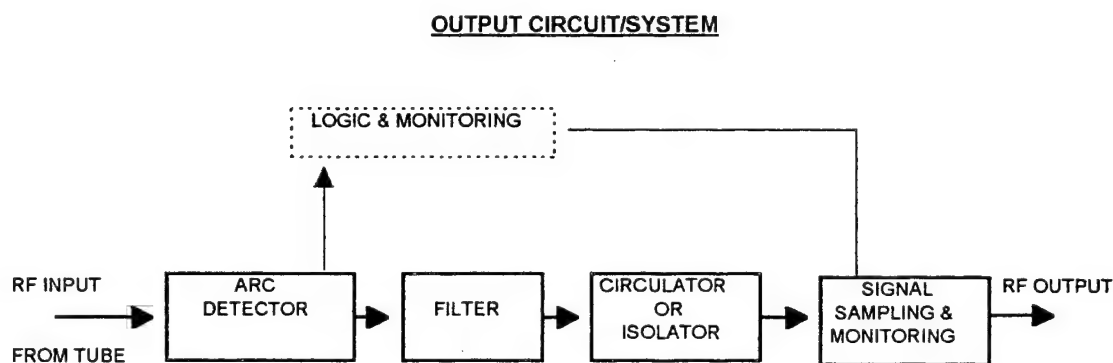 OUTPUT CIRCUIT/SYSTEM
LOGIC & MONITORING
RF INPUT
FROM TUBE
ARC
DETECTOR
FILTER
CIRCULATOR
OR
ISOLATOR
SIGNAL
SAMPLING &
MONITORING
RF OUTPUT